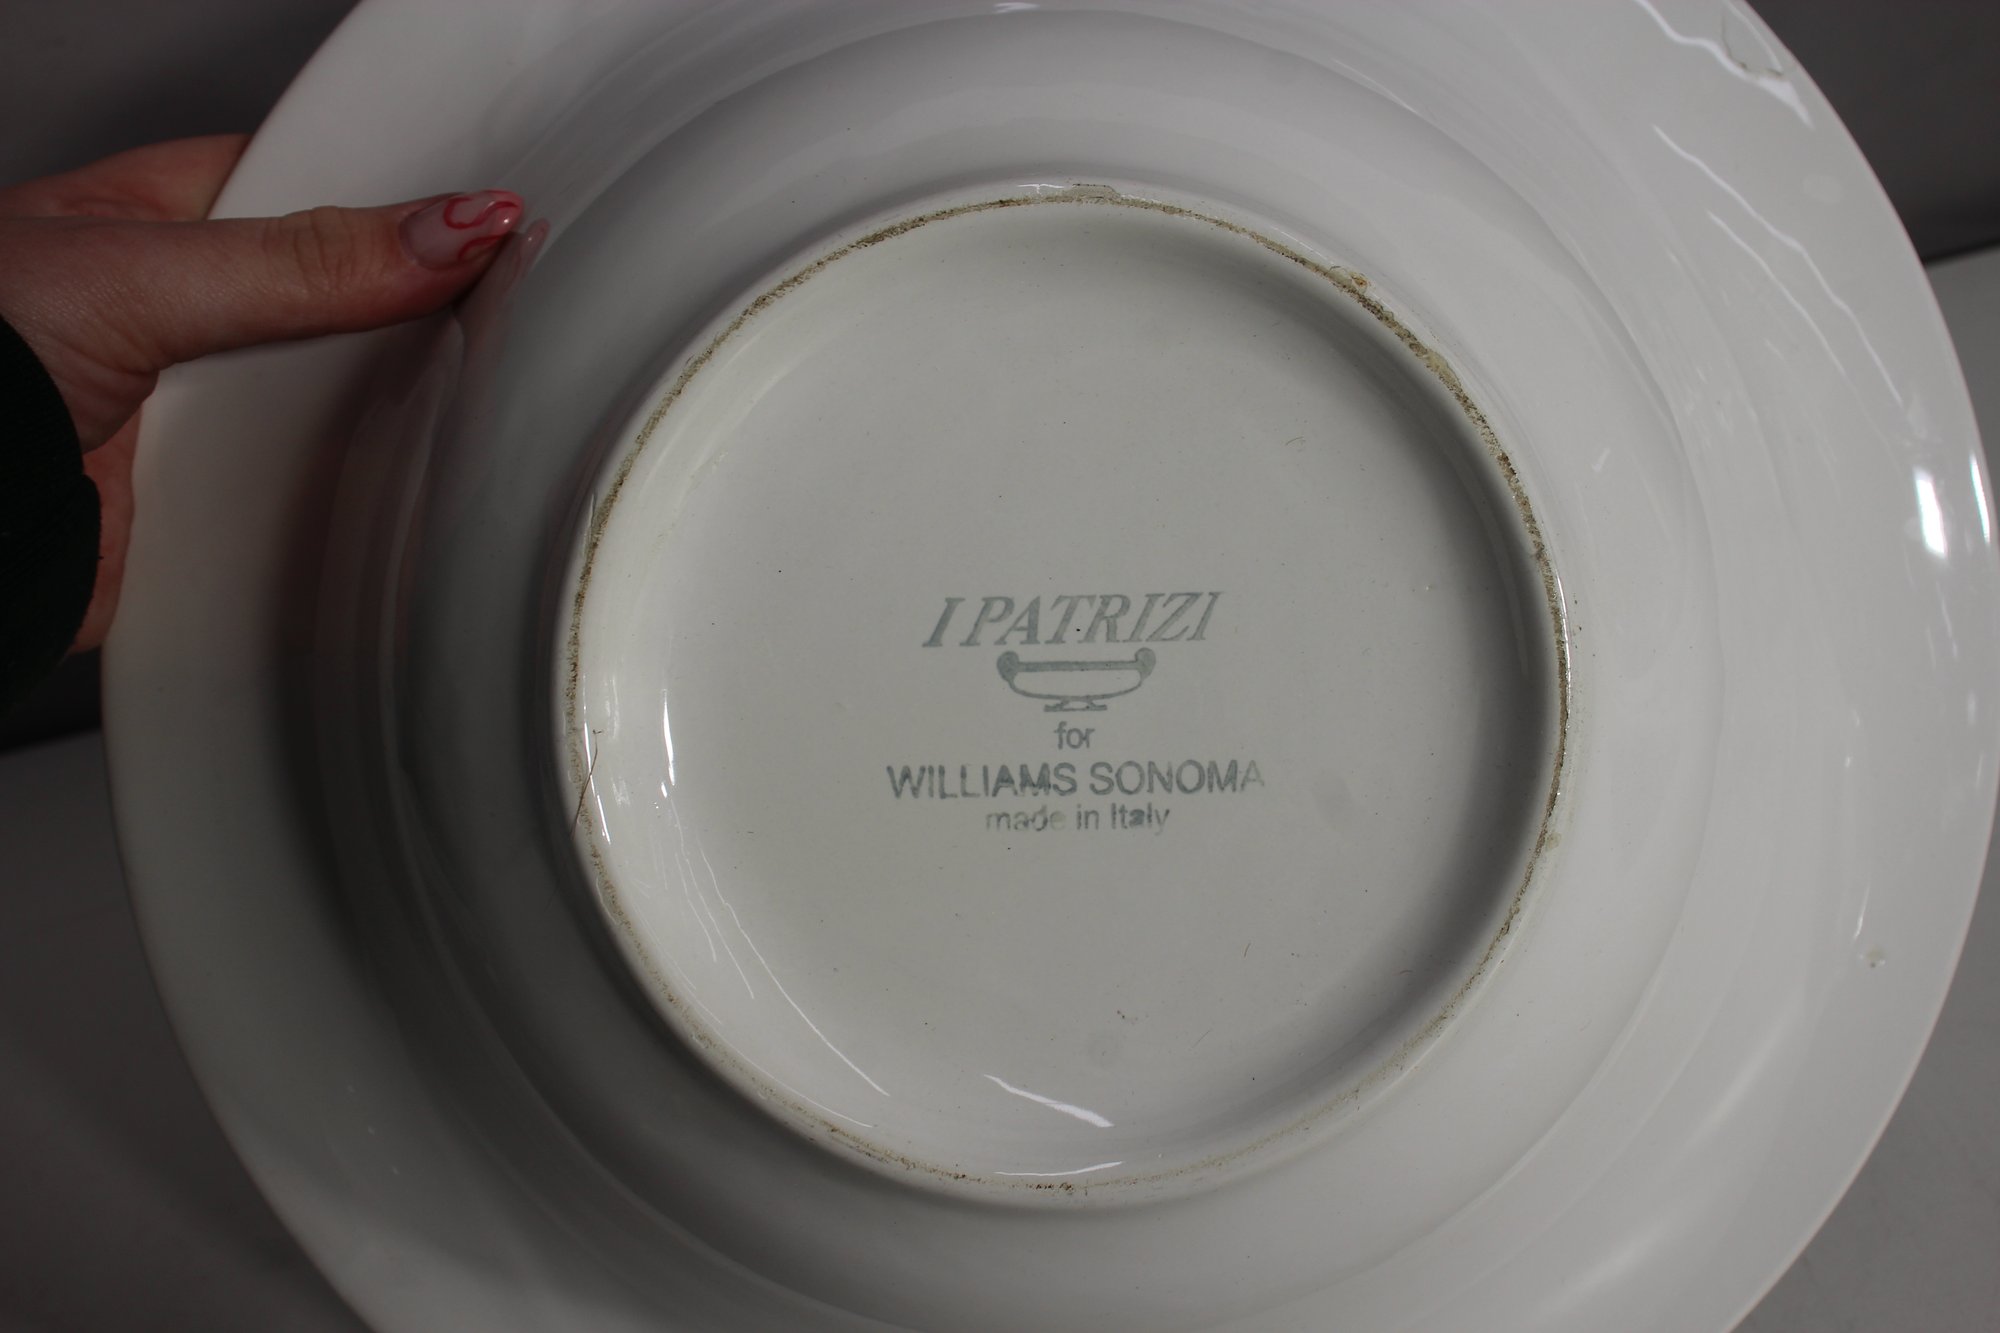 I PATRIZI
for
WILLIAMS SONOMA
made in Italy